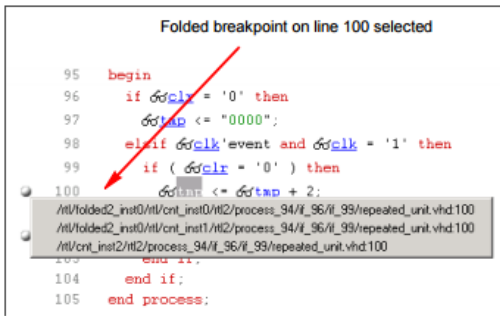 Folded breakpoint on line 100 selected
95 begin
96 if clr = '0' then
97 tmp <= "0000";
98 elsif clk'event and clk = '1' then
99 if ( clr = '0' ) then
100 tmp <= tmp + 2;
/rtl/folded2_inst0/rtl/cnt_inst0/rtl2/process_94/if_96/if_99/repeated_unit.vhd:100
/rtl/folded2_inst0/rtl/cnt_inst1/rtl2/process_94/if_96/if_99/repeated_unit.vhd:100
/rtl/cnt_inst2/rtl2/process_94/if_96/if_99/repeated_unit.vhd:100
103 end if;
104 end if;
105 end process;